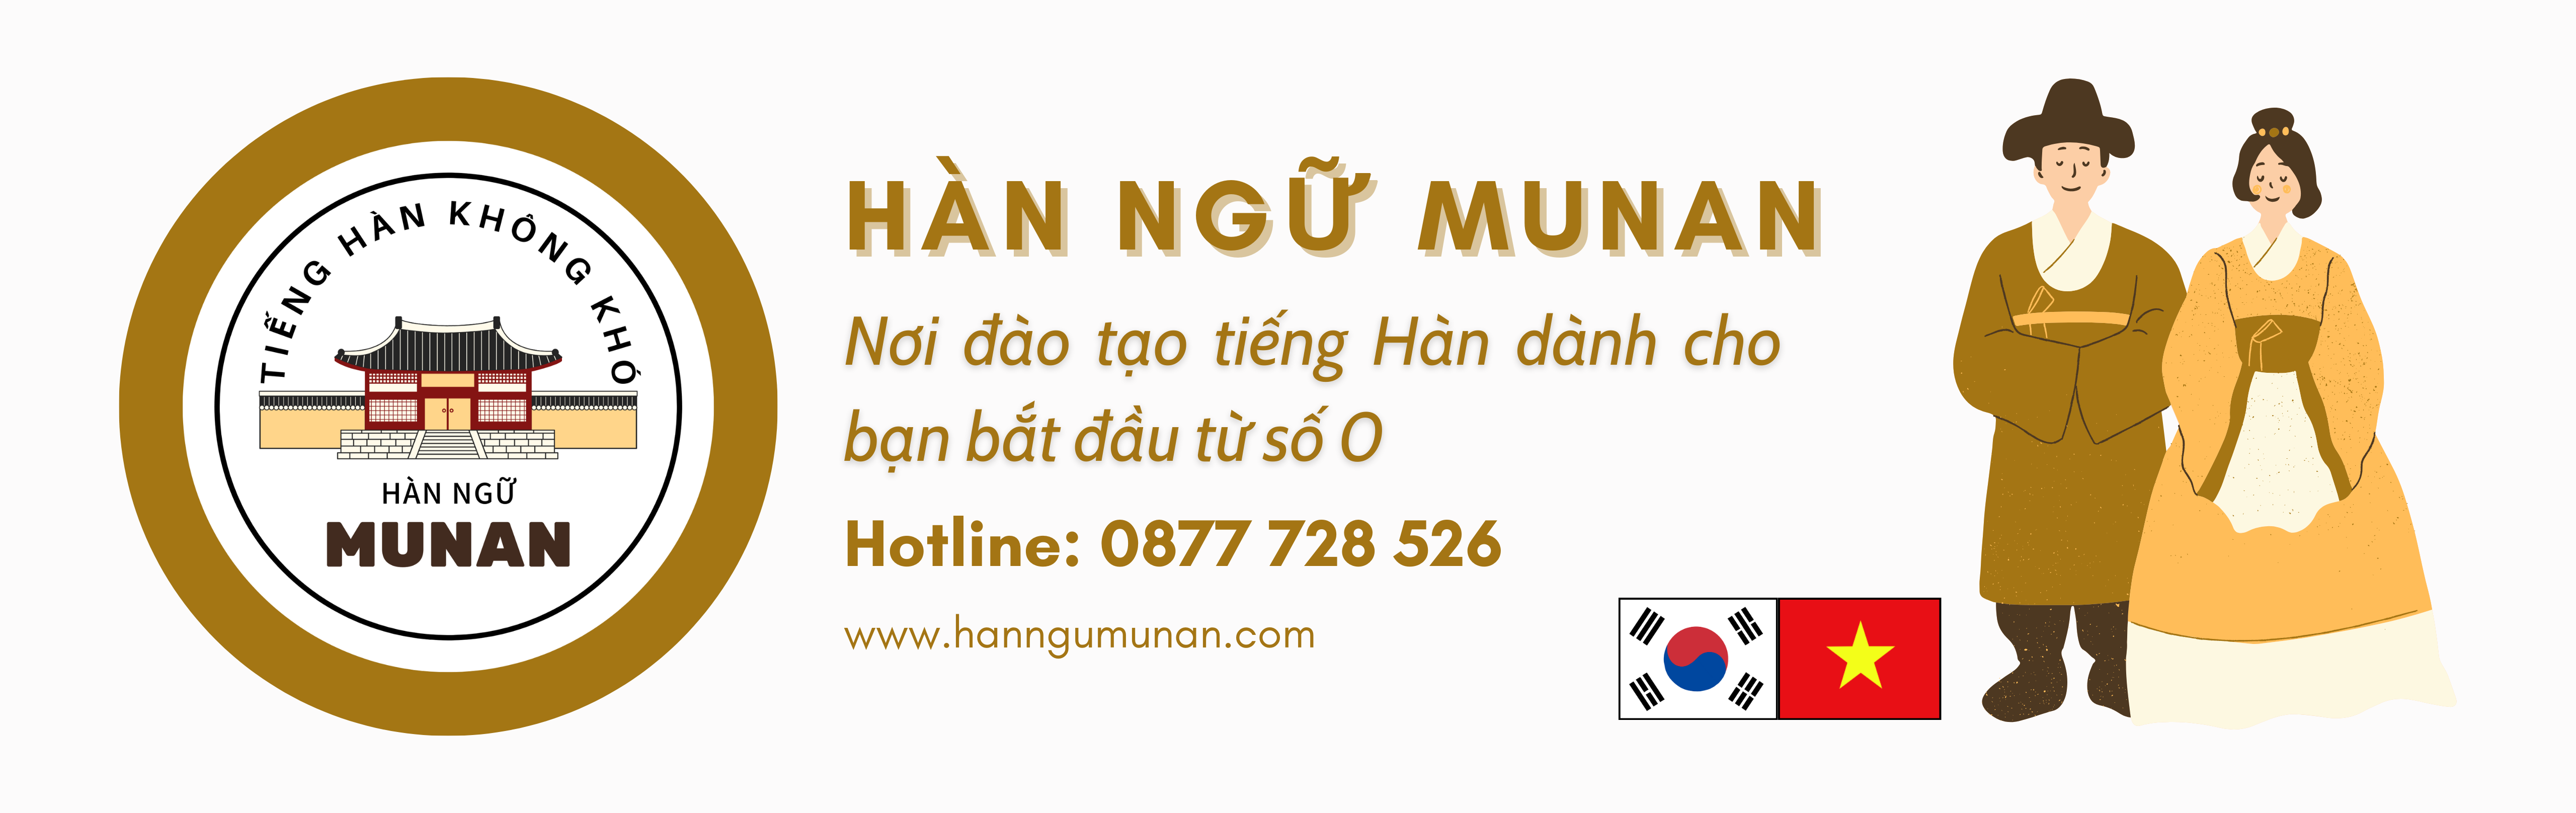 TIẾNG HÀN KHÔNG KHÓ
HÀN NGỮ
MUNAN
HÀN NGỮ MUNAN
Nơi đào tạo tiếng Hàn dành cho
bạn bắt đầu từ số 0
Hotline: 0877 728 526
www.hanngumunan.com